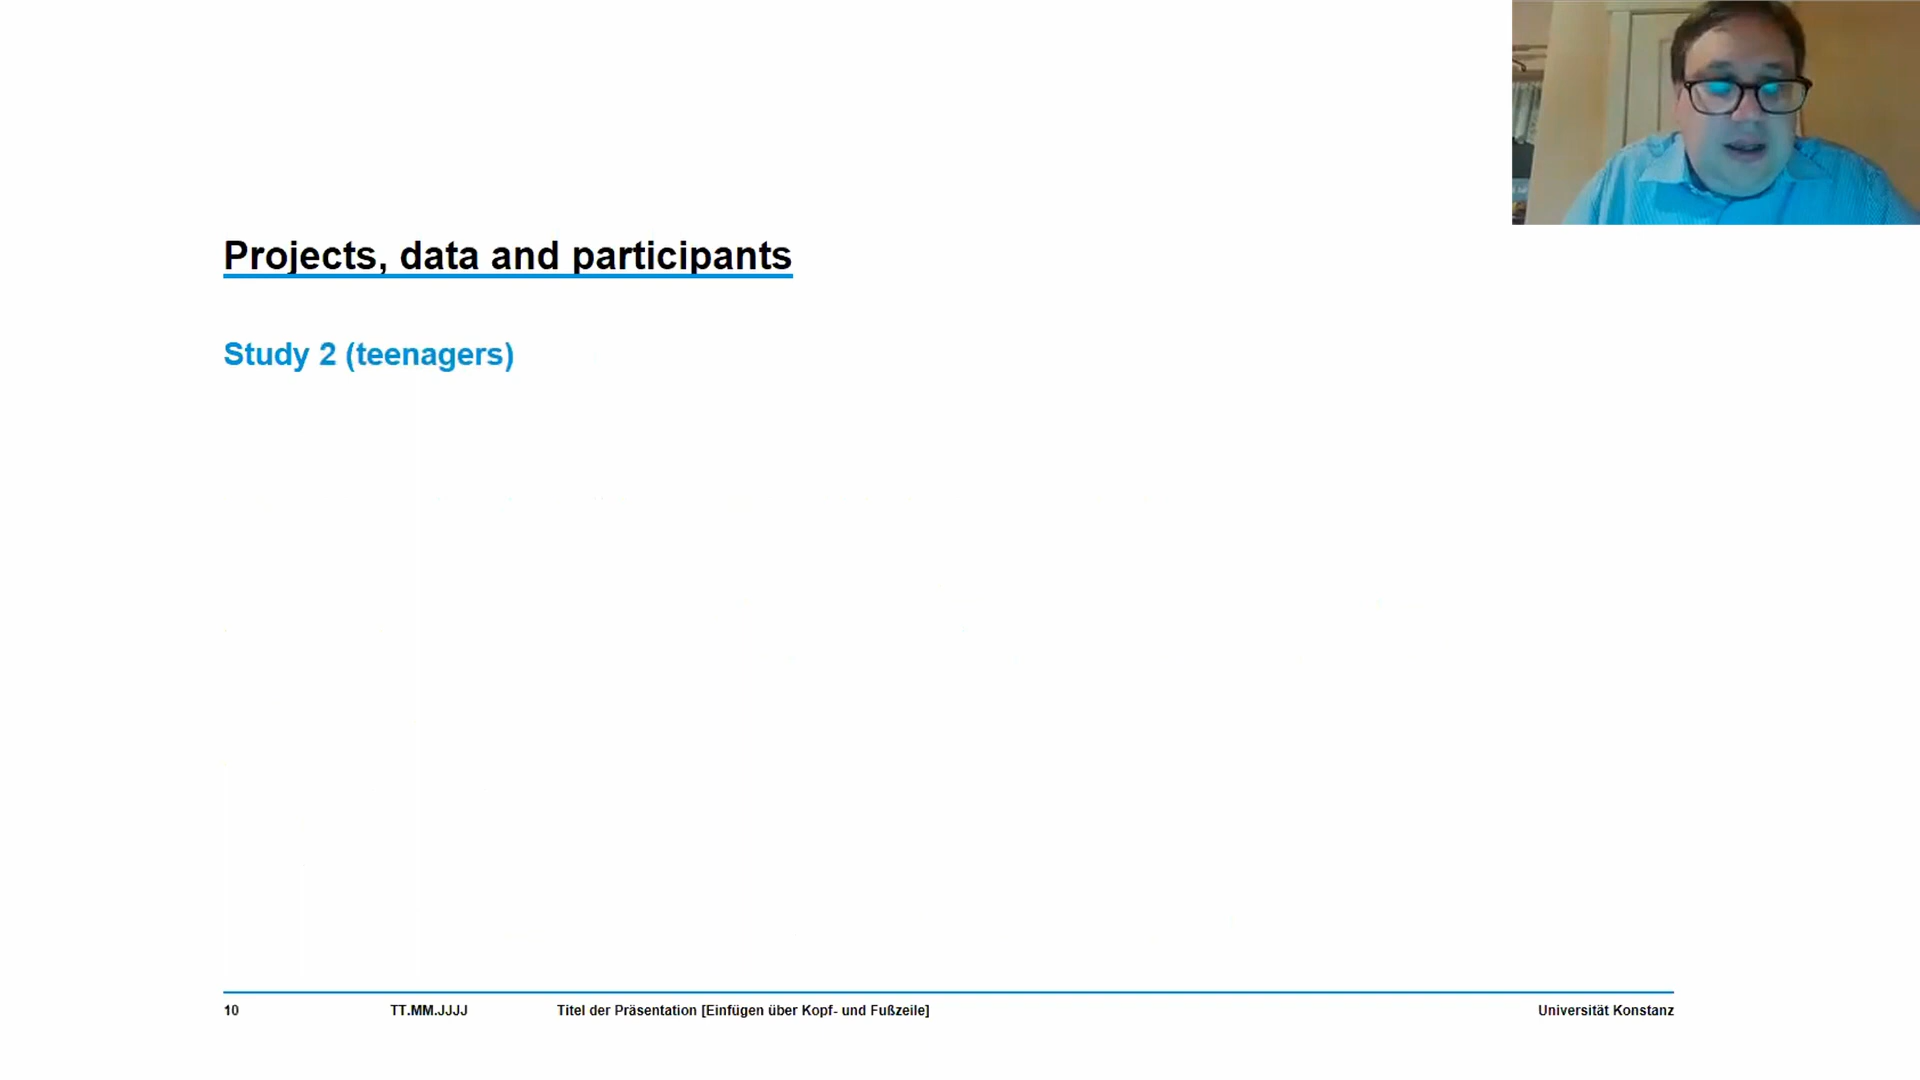 Projects, data and participants
Study 2 (teenagers)
10 TT.MM.JJJJ Titel der Präsentation [Einfügen über Kopf- und Fußzeile] Universität Konstanz